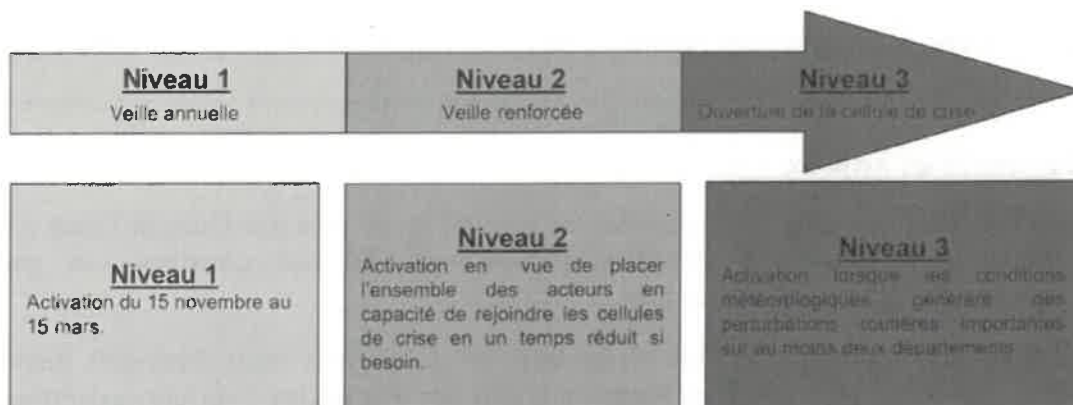 Niveau 1
Veille annuelle
Niveau 2
Veille renforcée
Niveau 3
Ouverture de la cellule de crise
Niveau 1
Activation du 15 novembre au
15 mars.
Niveau 2
Activation en vue de placer
l'ensemble des acteurs en
capacité de rejoindre les cellules
de crise en un temps réduit si
besoin.
Niveau 3
Activation lorsque les conditions
météorologiques génèrent des
perturbations routières importantes
sur au moins deux départements